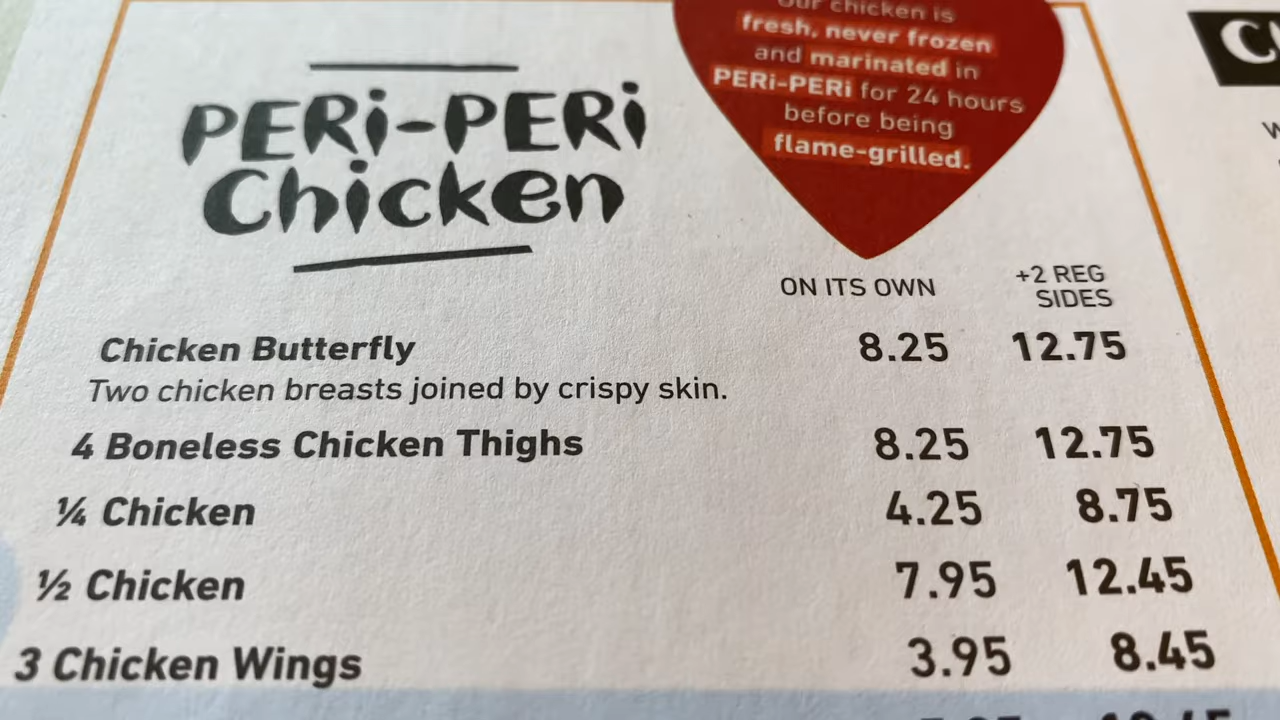 our chicken is
fresh, never frozen
and marinated in
PERi-PERi for 24 hours
before being
flame-grilled.
PERi-PERi
Chicken
ON ITS OWN
+2 REG
SIDES
Chicken Butterfly 8.25 12.75
Two chicken breasts joined by crispy skin.
4 Boneless Chicken Thighs 8.25 12.75
¼ Chicken 4.25 8.75
½ Chicken 7.95 12.45
3 Chicken Wings 3.95 8.45